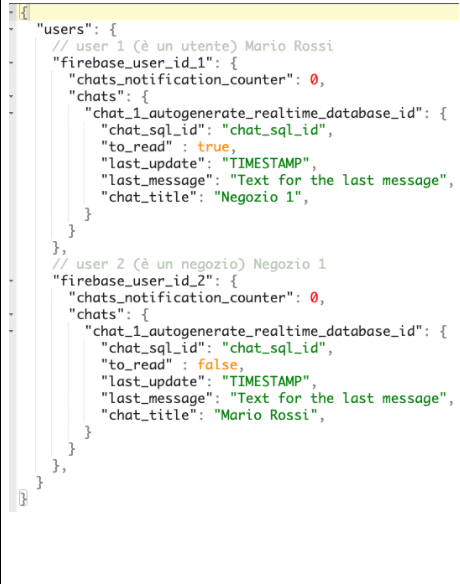 {
"users": {
// user 1 (è un utente) Mario Rossi
"firebase_user_id_1": {
"chats_notification_counter": 0,
"chats": {
"chat_1_autogenerate_realtime_database_id": {
"chat_sql_id": "chat_sql_id",
"to_read" : true,
"last_update": "TIMESTAMP",
"last_message": "Text for the last message",
"chat_title": "Negozio 1",
}
}
},
// user 2 (è un negozio) Negozio 1
"firebase_user_id_2": {
"chats_notification_counter": 0,
"chats": {
"chat_1_autogenerate_realtime_database_id": {
"chat_sql_id": "chat_sql_id",
"to_read" : false,
"last_update": "TIMESTAMP",
"last_message": "Text for the last message",
"chat_title": "Mario Rossi",
}
}
},
}
}